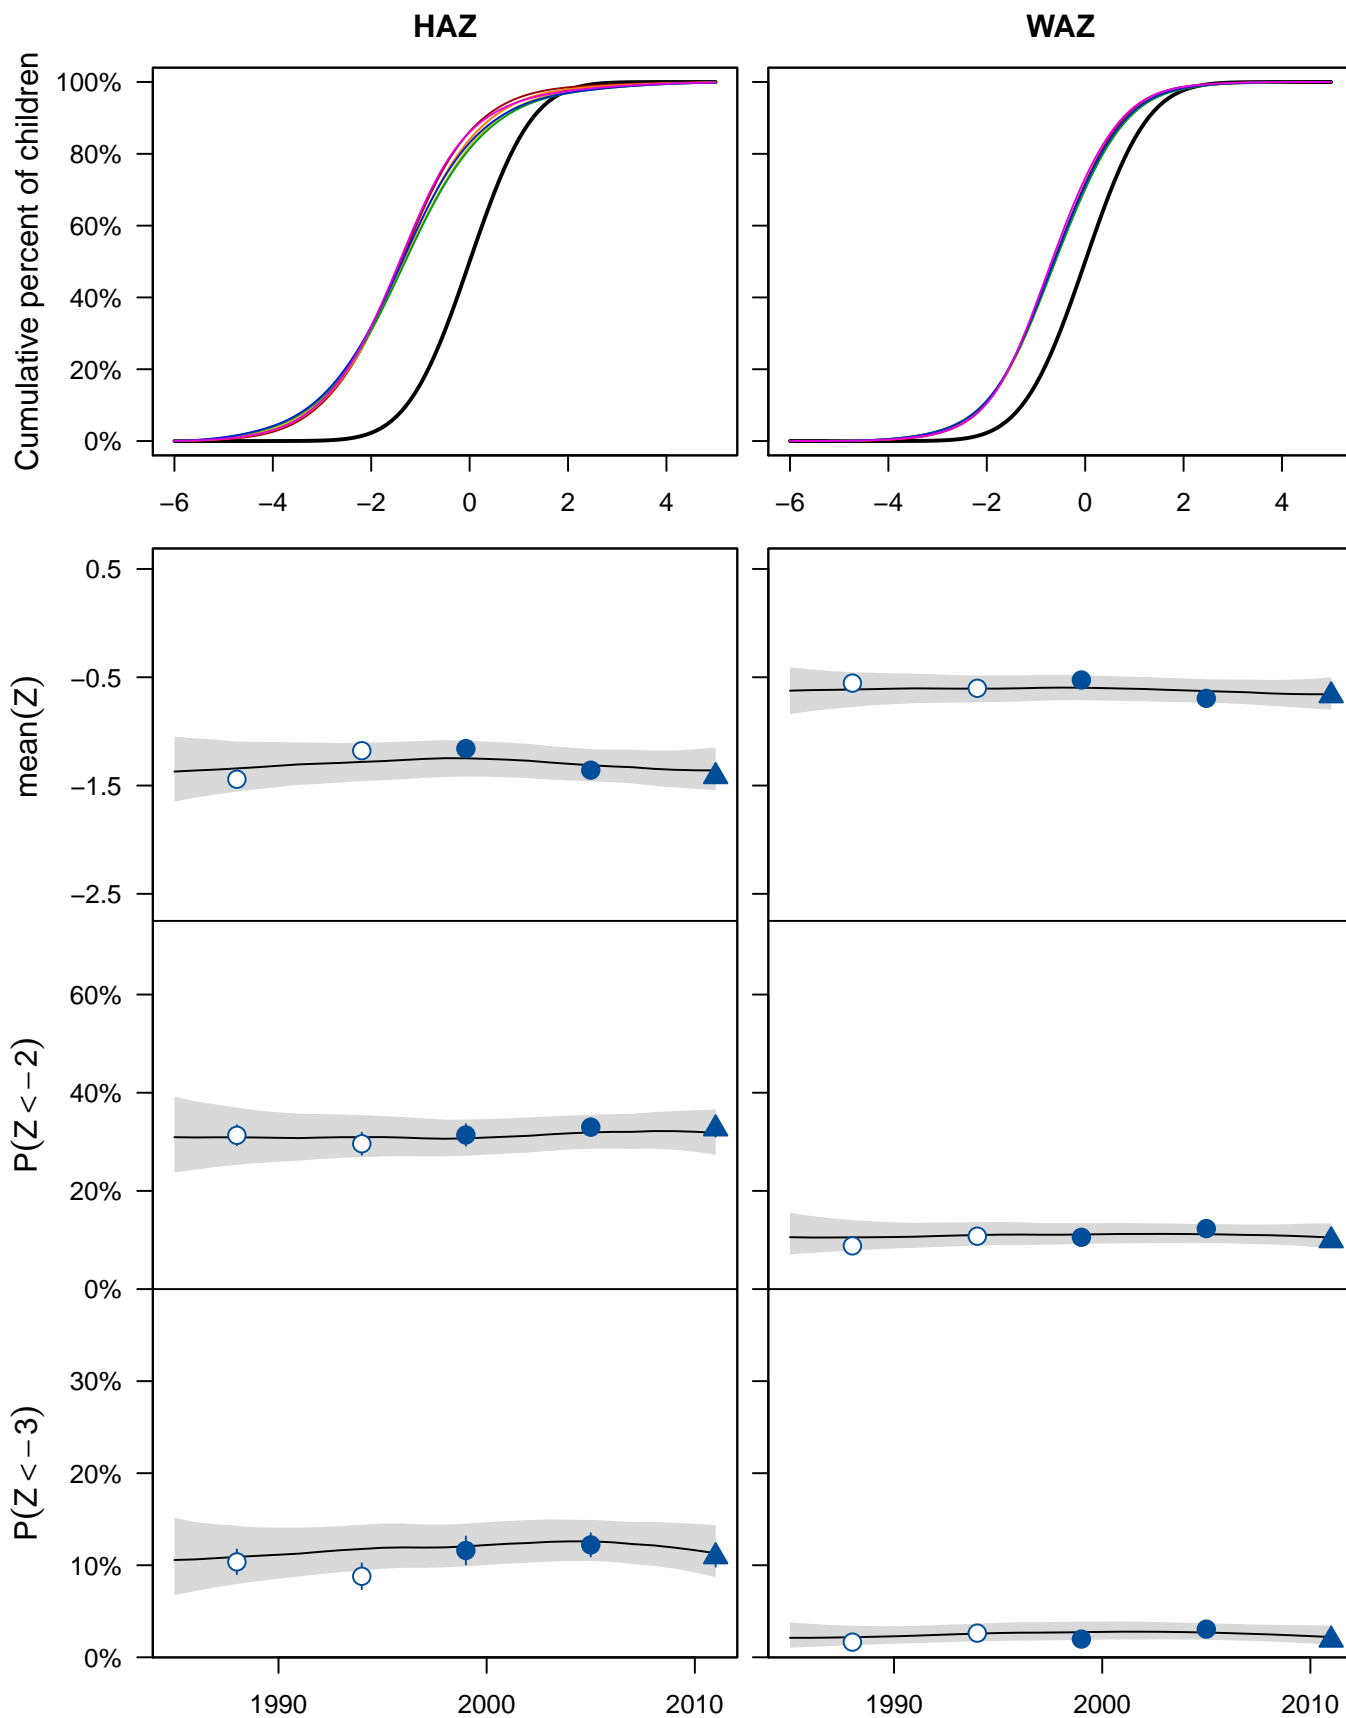 HAZ
WAZ
Cumulative percent of children
100%
80%
60%
40%
20%
0%
−6 −4 −2 0 2 4
−6 −4 −2 0 2 4
mean(Z)
0.5
−0.5
−1.5
−2.5
P(Z < −2)
60%
40%
20%
0%
P(Z < −3)
30%
20%
10%
0%
1990 2000 2010
1990 2000 2010